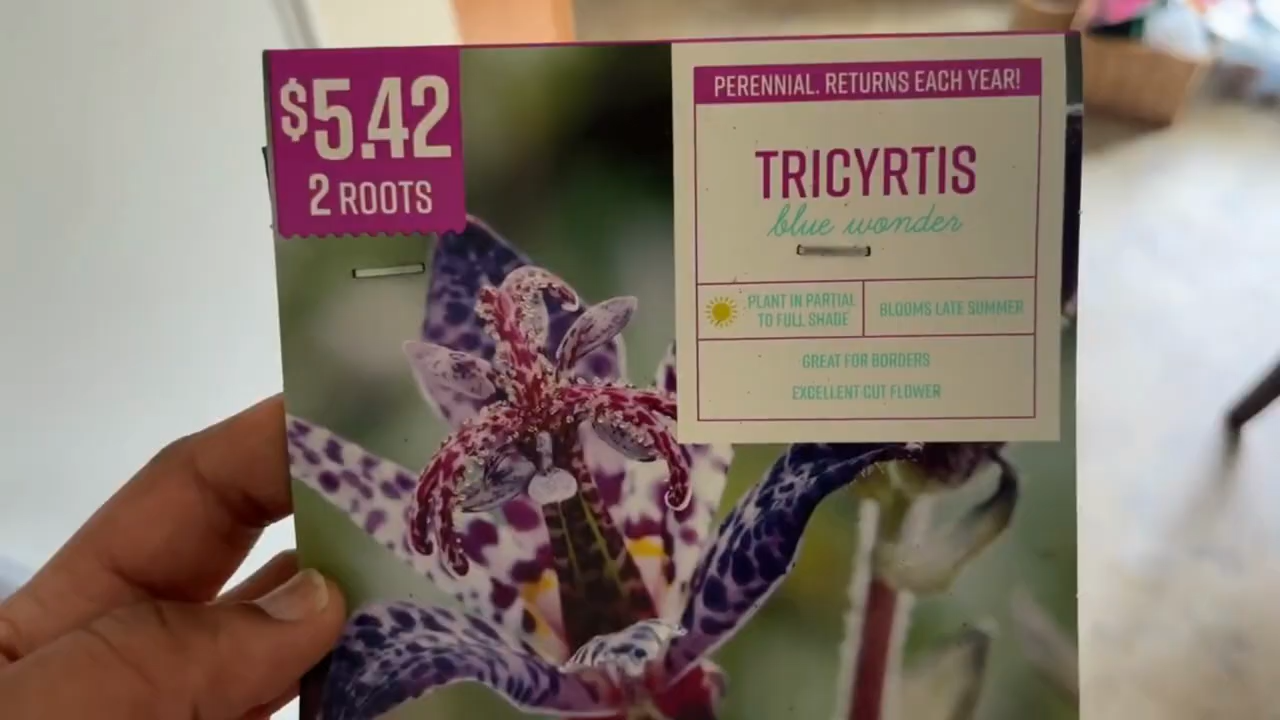 $5.42
2 ROOTS
PERENNIAL. RETURNS EACH YEAR!
TRICYRTIS
blue wonder
PLANT IN PARTIAL
TO FULL SHADE
BLOOMS LATE SUMMER
GREAT FOR BORDERS
EXCELLENT CUT FLOWER